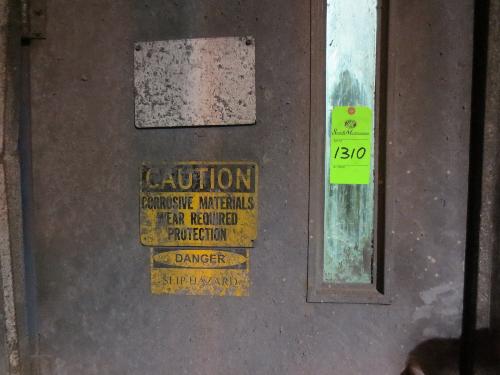 CAUTION
CORROSIVE MATERIALS
WEAR REQUIRED
PROTECTION
DANGER
SLIP HAZARD
1310